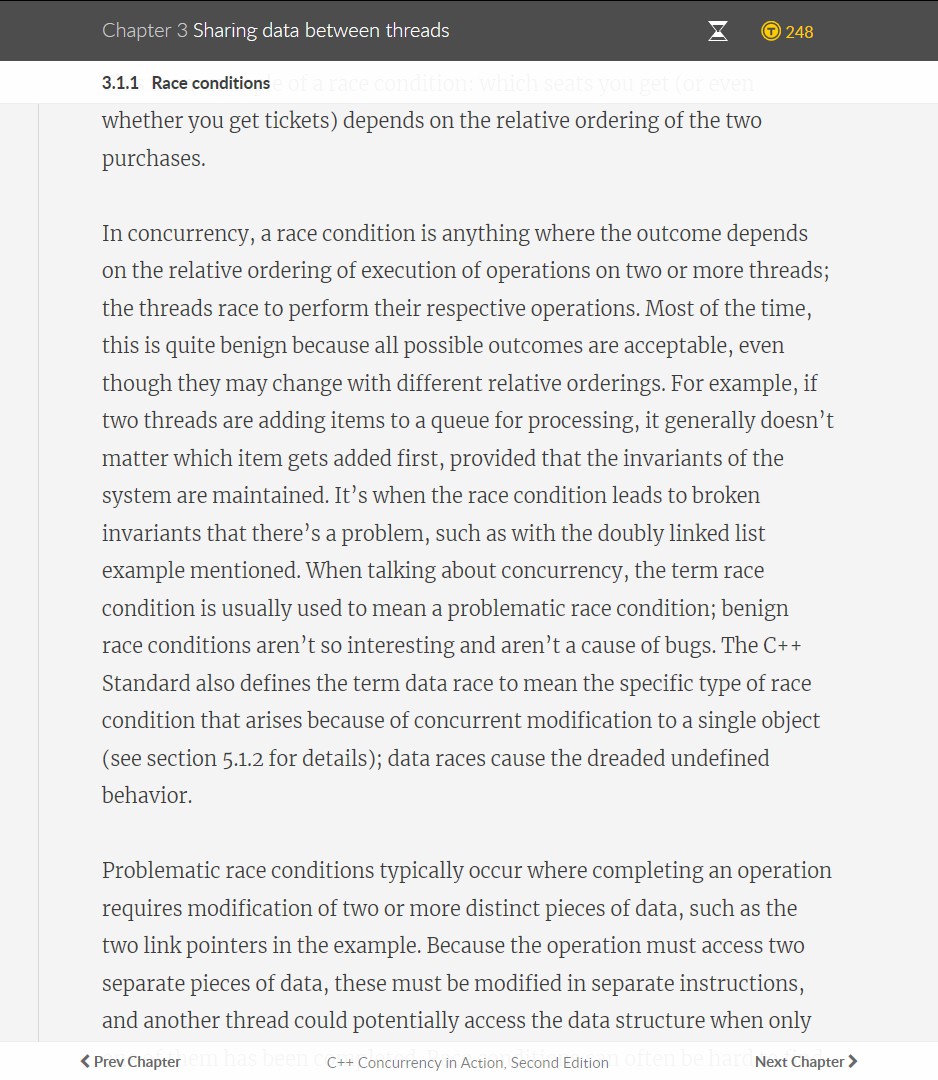 Chapter 3 Sharing data between threads
248
3.1.1 Race conditions
e of a race condition: which seats you get (or even
whether you get tickets) depends on the relative ordering of the two
purchases.
In concurrency, a race condition is anything where the outcome depends
on the relative ordering of execution of operations on two or more threads;
the threads race to perform their respective operations. Most of the time,
this is quite benign because all possible outcomes are acceptable, even
though they may change with different relative orderings. For example, if
two threads are adding items to a queue for processing, it generally doesn’t
matter which item gets added first, provided that the invariants of the
system are maintained. It’s when the race condition leads to broken
invariants that there’s a problem, such as with the doubly linked list
example mentioned. When talking about concurrency, the term race
condition is usually used to mean a problematic race condition; benign
race conditions aren’t so interesting and aren’t a cause of bugs. The C++
Standard also defines the term data race to mean the specific type of race
condition that arises because of concurrent modification to a single object
(see section 5.1.2 for details); data races cause the dreaded undefined
behavior.
Problematic race conditions typically occur where completing an operation
requires modification of two or more distinct pieces of data, such as the
two link pointers in the example. Because the operation must access two
separate pieces of data, these must be modified in separate instructions,
and another thread could potentially access the data structure when only
Prev Chapter C++ Concurrency in Action, Second Edition Next Chapter